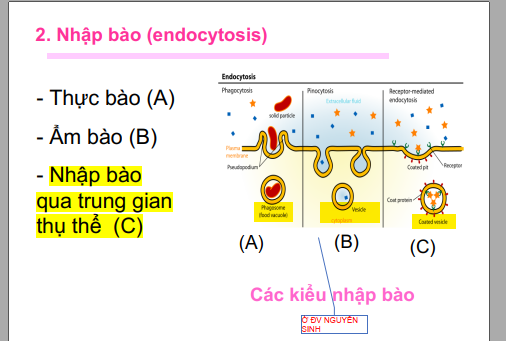 2. Nhập bào (endocytosis)
- Thực bào (A)
- Ẩm bào (B)
- Nhập bào
qua trung gian
thụ thể (C)
Endocytosis
Phagocytosis
Pinocytosis
Receptor-mediated
endocytosis
solid particle
Extracellular fluid
Plasma
membrane
Pseudopodium
Coated pit
Receptor
Phagosome
(food vacuole)
Vesicle
cytoplasm
Coat protein
Coated vesicle
(A)
(B)
(C)
Các kiểu nhập bào
Ở ĐV NGUYÊN
SINH